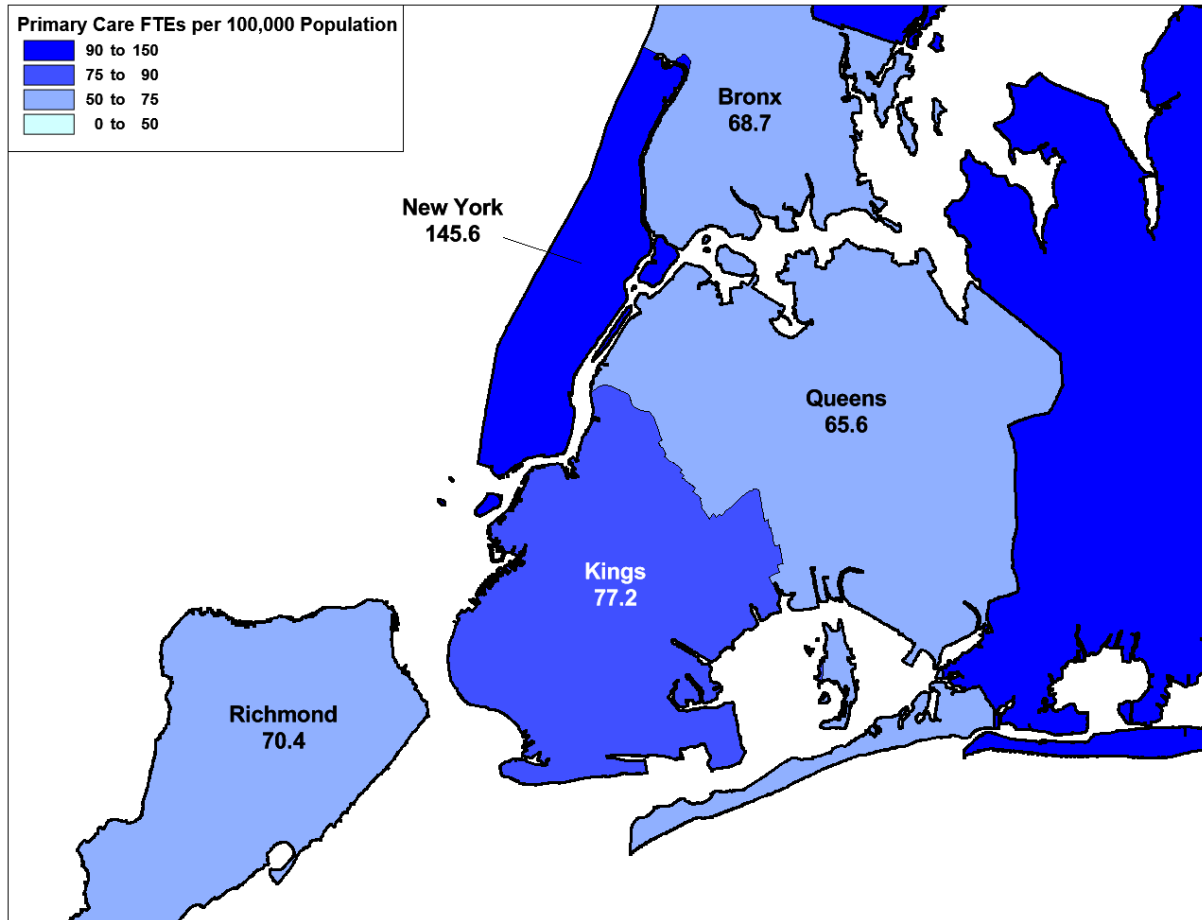 Primary Care FTEs per 100,000 Population
90 to 150
75 to 90
50 to 75
0 to 50
Bronx
68.7
New York
145.6
Queens
65.6
Kings
77.2
Richmond
70.4